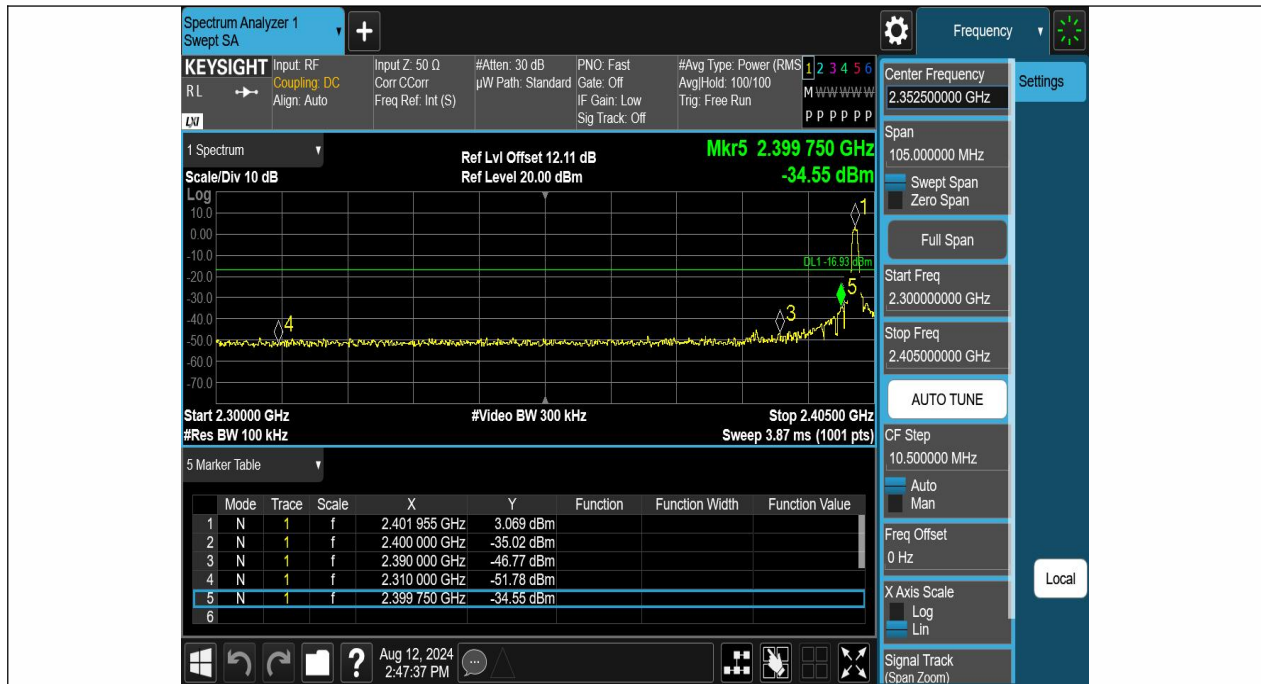 Spectrum Analyzer 1
Swept SA
+
Frequency
KEYSIGHT
RL
LXI
Input: RF
Coupling: DC
Align: Auto
Input Z: 50 Ω
Corr CCorr
Freq Ref: Int (S)
#Atten: 30 dB
µW Path: Standard
PNO: Fast
Gate: Off
IF Gain: Low
Sig Track: Off
#Avg Type: Power (RMS
Avg|Hold: 100/100
Trig: Free Run
1 2 3 4 5 6
M W W W W W
P P P P P P
1 Spectrum
Scale/Div 10 dB
Ref Lvl Offset 12.11 dB
Ref Level 20.00 dBm
Mkr5 2.399 750 GHz
-34.55 dBm
Log
10.0
0.00
-10.0
-20.0
-30.0
-40.0
-50.0
-60.0
-70.0
1
DL1 -16.93 dBm
5
3
4
Start 2.30000 GHz
#Res BW 100 kHz
#Video BW 300 kHz
Stop 2.40500 GHz
Sweep 3.87 ms (1001 pts)
5 Marker Table
Mode Trace Scale X Y Function Function Width Function Value
1 N 1 f 2.401 955 GHz 3.069 dBm
2 N 1 f 2.400 000 GHz -35.02 dBm
3 N 1 f 2.390 000 GHz -46.77 dBm
4 N 1 f 2.310 000 GHz -51.78 dBm
5 N 1 f 2.399 750 GHz -34.55 dBm
6
?
Aug 12, 2024
2:47:37 PM
Center Frequency
2.352500000 GHz
Span
105.000000 MHz
Swept Span
Zero Span
Full Span
Start Freq
2.300000000 GHz
Stop Freq
2.405000000 GHz
AUTO TUNE
CF Step
10.500000 MHz
Auto
Man
Freq Offset
0 Hz
X Axis Scale
Log
Lin
Signal Track
(Span Zoom)
Settings
Local